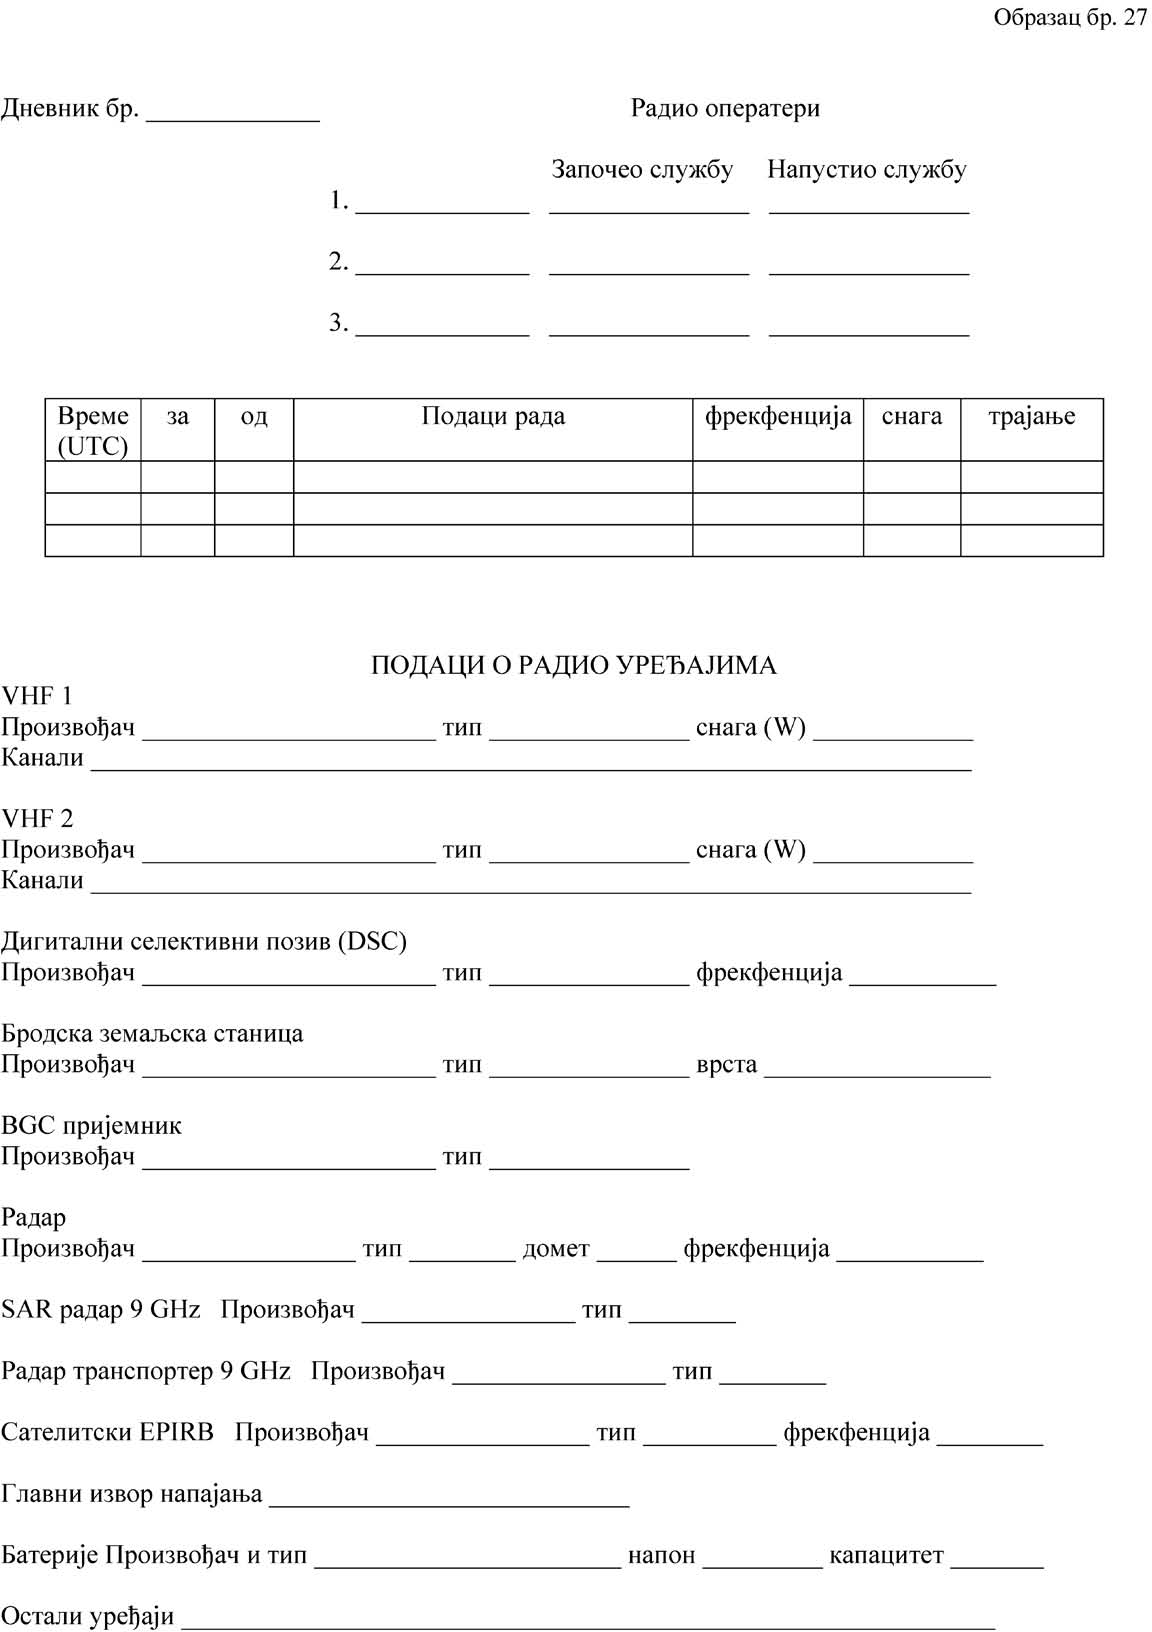 Образац бр. 27
Дневник бр. _____________ Радио оператери
Започео службу Напустио службу
1. _____________ _______________ _______________
2. _____________ _______________ _______________
3. _____________ _______________ _______________
Време за од Подаци рада фрекфенција снага трајање
(UTC)
ПОДАЦИ О РАДИО УРЕЂАЈИМА
VHF 1
Произвођач ______________________ тип _______________ снага (W) ____________
Канали __________________________________________________________________
VHF 2
Произвођач ______________________ тип _______________ снага (W) ____________
Канали __________________________________________________________________
Дигитални селективни позив (DSC)
Произвођач ______________________ тип _______________ фрекфенција ___________
Бродска земаљска станица
Произвођач ______________________ тип _______________ врста _________________
BGC пријемник
Произвођач ______________________ тип _______________
Радар
Произвођач ________________ тип ________ домет ______ фрекфенција ___________
SAR радар 9 GHz Произвођач ________________ тип ________
Радар транспортер 9 GHz Произвођач ________________ тип ________
Сателитски EPIRB Произвођач ________________ тип __________ фрекфенција ________
Главни извор напајања ___________________________
Батерије Произвођач и тип _______________________ напон _________ капацитет _______
Остали уређаји _____________________________________________________________